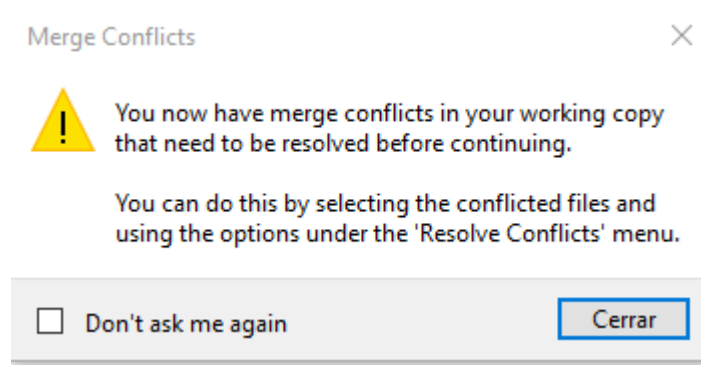 Merge Conflicts
You now have merge conflicts in your working copy
that need to be resolved before continuing.
You can do this by selecting the conflicted files and
using the options under the 'Resolve Conflicts' menu.
Don't ask me again
Cerrar